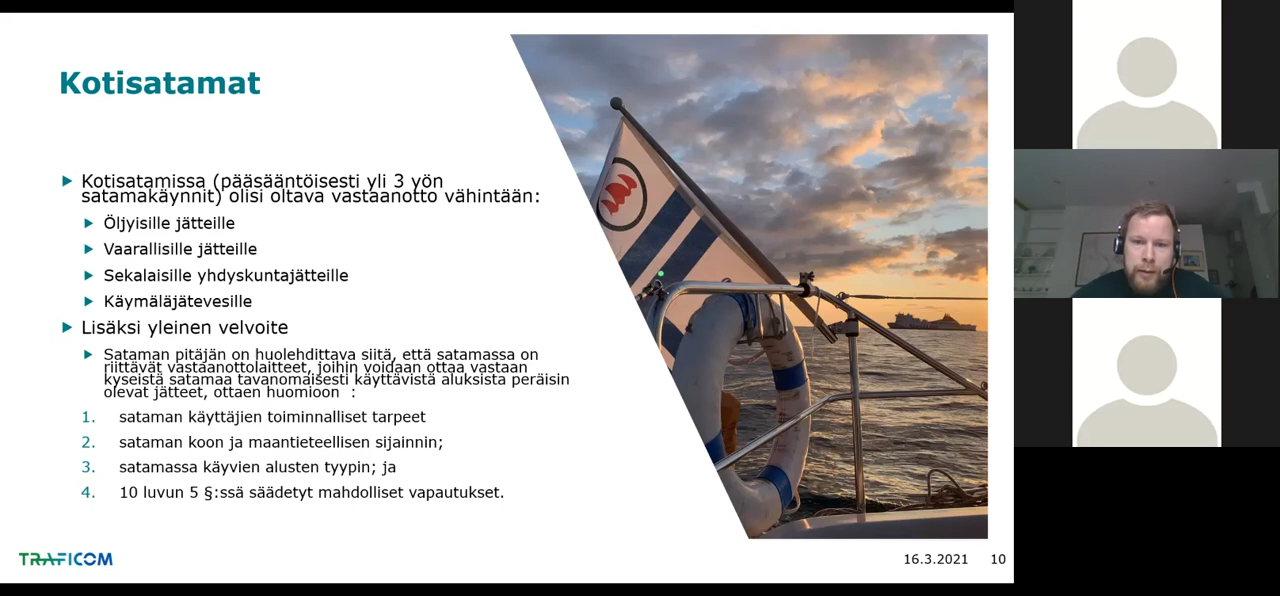 Kotisatamat
Kotisatamissa (pääsääntöisesti yli 3 yön
satamakäynnit) olisi oltava vastaanotto vähintään:
Öljyisille jätteille
Vaarallisille jätteille
Sekalaisille yhdyskuntajätteille
Käymäläjätevesille
Lisäksi yleinen velvoite
Sataman pitäjän on huolehdittava siitä, että satamassa on
riittävät vastaanottolaitteet, joihin voidaan ottaa vastaan
kyseistä satamaa tavanomaisesti käyttävistä aluksista peräisin
olevat jätteet, ottaen huomioon :
1. sataman käyttäjien toiminnalliset tarpeet
2. sataman koon ja maantieteellisen sijainnin;
3. satamassa käyvien alusten tyypin; ja
4. 10 luvun 5 §:ssä säädetyt mahdolliset vapautukset.
TRAFICOM
16.3.2021 10